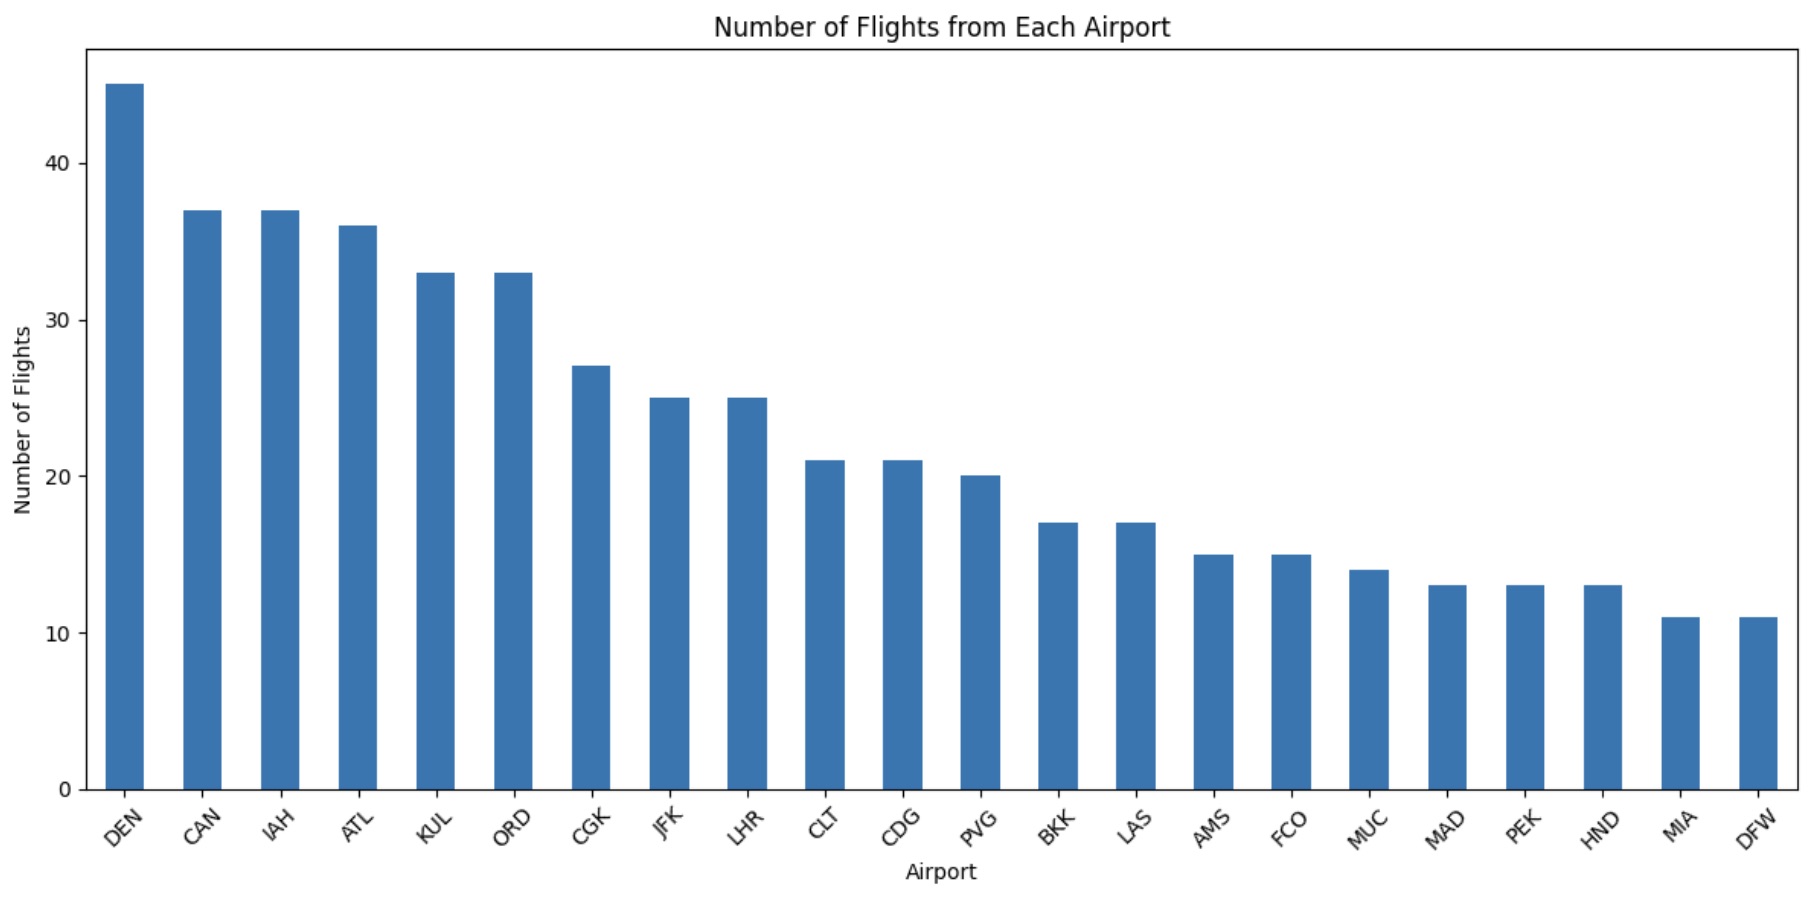 Number of Flights from Each Airport
Number of Flights
40
30
20
10
0
DEN CAN IAH ATL KUL ORD CGK JFK LHR CLT CDG PVG BKK LAS AMS FCO MUC MAD PEK HND MIA DFW
Airport